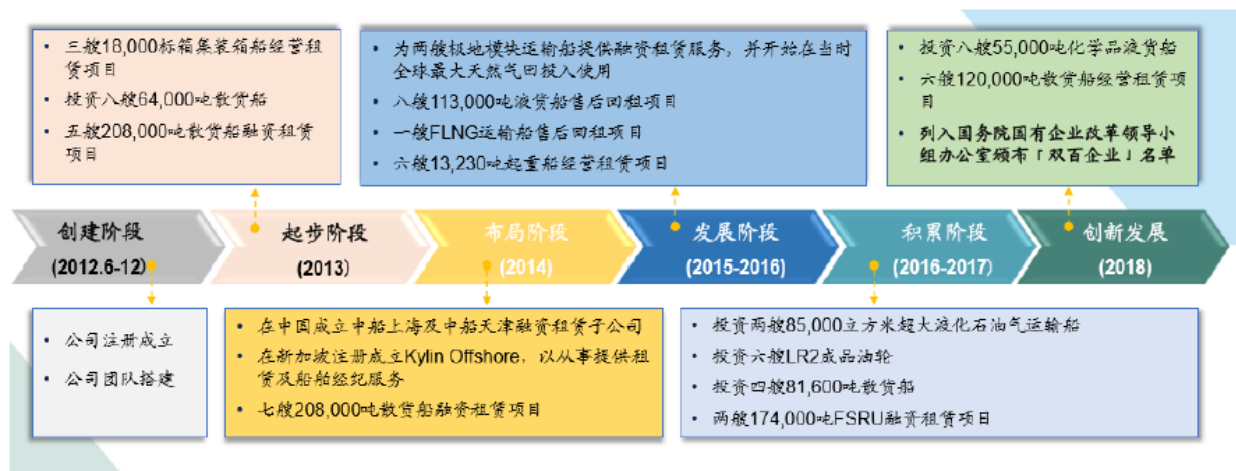 • 三艘18,000标箱集装箱船经营租
赁项目
• 投资八艘64,000吨散货船
• 五艘208,000吨散货船融资租赁
项目
• 为两艘极地模块运输船提供融资租赁服务，并开始在当时
全球最大天然气田投入使用
• 八艘113,000吨液货船售后回租项目
• 一艘FLNG运输船售后回租项目
• 六艘13,230吨起重船经营租赁项目
• 投资八艘55,000吨化学品液货船
• 六艘120,000吨散货船经营租赁项
目
• 列入国务院国有企业改革领导小
组办公室颁布「双百企业」名单
创建阶段
(2012.6-12)
起步阶段
(2013)
布局阶段
(2014)
发展阶段
(2015-2016)
积累阶段
(2016-2017)
创新发展
(2018)
• 公司注册成立
• 公司团队搭建
• 在中国成立中船上海及中船天津融资租赁子公司
• 在新加坡注册成立Kylin Offshore，以从事提供租
赁及船舶经纪服务
• 七艘208,000吨散货船融资租赁项目
• 投资两艘85,000立方米超大液化石油气运输船
• 投资六艘LR2成品油轮
• 投资四艘81,600吨散货船
• 两艘174,000吨FSRU融资租赁项目